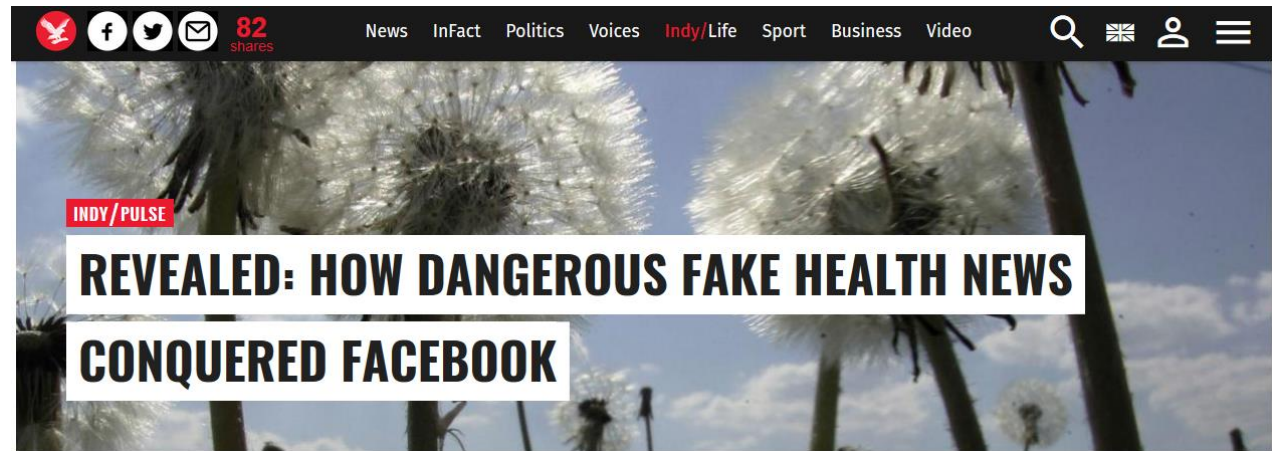 82
shares
News InFact Politics Voices Indy/Life Sport Business Video
INDY/PULSE
REVEALED: HOW DANGEROUS FAKE HEALTH NEWS
CONQUERED FACEBOOK